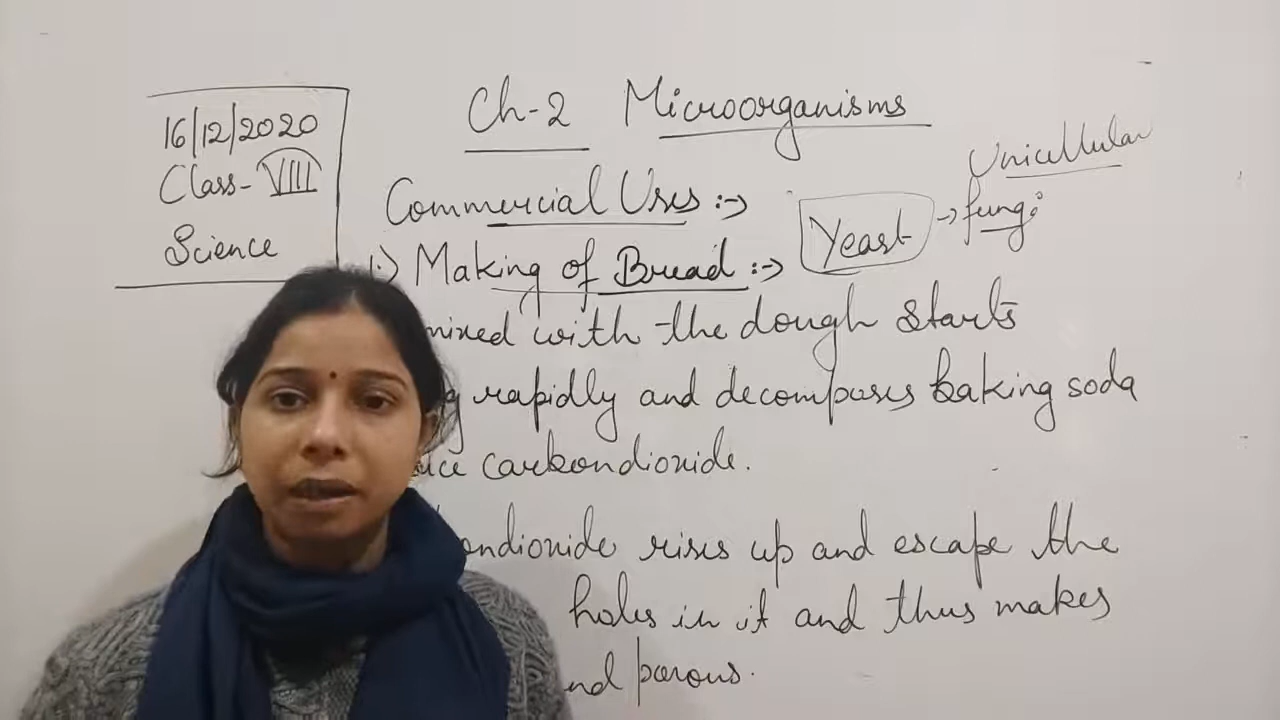 16/12/2020
Class- VIII
Science
Ch-2 Microorganisms
Commercial Uses :->
Unicellular
Yeast -> fungi
1.) Making of Bread :->
mixed with the dough starts
rapidly and decomposes baking soda
carbondioxide.
rises up and escape the
holes in it and thus makes
porous.